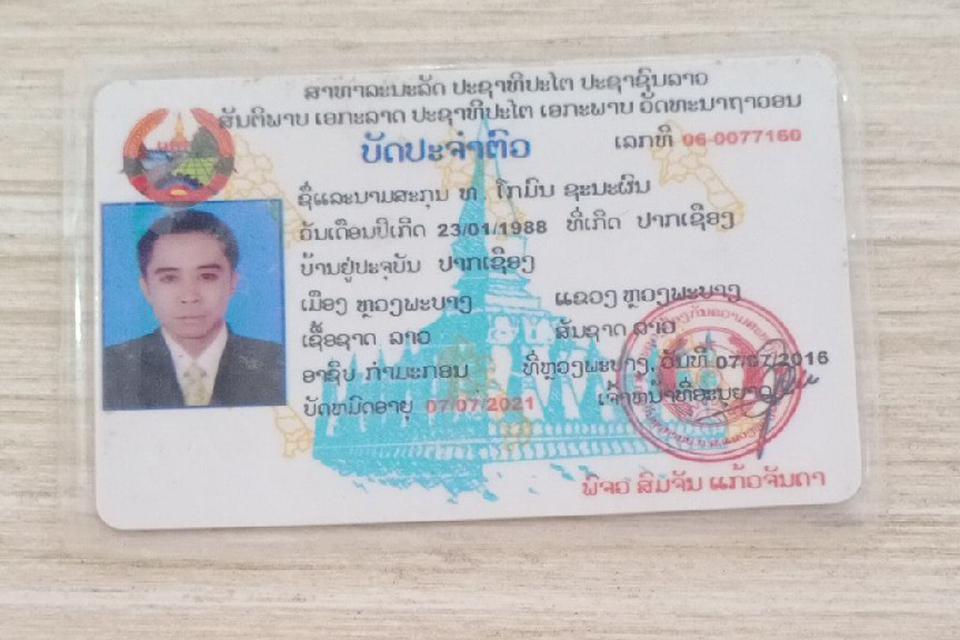 ສາທາລະນະລັດ ປະຊາທິປະໄຕ ປະຊາຊົນລາວ
ສັນຕິພາບ ເອກະລາດ ປະຊາທິປະໄຕ ເອກະພາບ ວັດທະນາຖາວອນ
ບັດປະຈຳຕົວ
ເລກທີ 06-0077160
ຊື່ແລະນາມສະກຸນ ທ. ໂກມົນ ຊະນະຜົນ
ວັນເດືອນປີເກີດ 23/01/1988 ທີ່ເກີດ ປາກເຊືອງ
ບ້ານຢູ່ປະຈຸບັນ ປາກເຊືອງ
ເມືອງ ຫຼວງພະບາງ ແຂວງ ຫຼວງພະບາງ
ເຊື້ອຊາດ ລາວ ສັນຊາດ ລາວ
ອາຊີບ ກຳມະກອນ ທີ່ຫຼວງພະບາງ, ວັນທີ 07/07/2016
ບັດຫມົດອາຍຸ 07/07/2021 ເຈົ້າຫນ້າທີ່ອະນຸຍາດ
ພົຈວ ສົມຈັນ ແກ້ວຈັນດາ